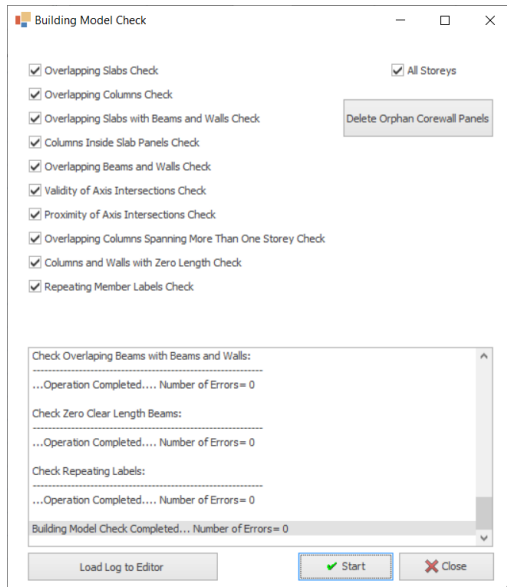 Building Model Check
Overlapping Slabs Check
All Storeys
Overlapping Columns Check
Overlapping Slabs with Beams and Walls Check
Delete Orphan Corewall Panels
Columns Inside Slab Panels Check
Overlapping Beams and Walls Check
Validity of Axis Intersections Check
Proximity of Axis Intersections Check
Overlapping Columns Spanning More Than One Storey Check
Columns and Walls with Zero Length Check
Repeating Member Labels Check
Check Overlaping Beams with Beams and Walls:
------------------------------------------------------------
...Operation Completed.... Number of Errors= 0
Check Zero Clear Length Beams:
------------------------------------------------------------
...Operation Completed.... Number of Errors= 0
Check Repeating Labels:
------------------------------------------------------------
...Operation Completed.... Number of Errors= 0
Building Model Check Completed... Number of Errors= 0
Load Log to Editor
Start
Close